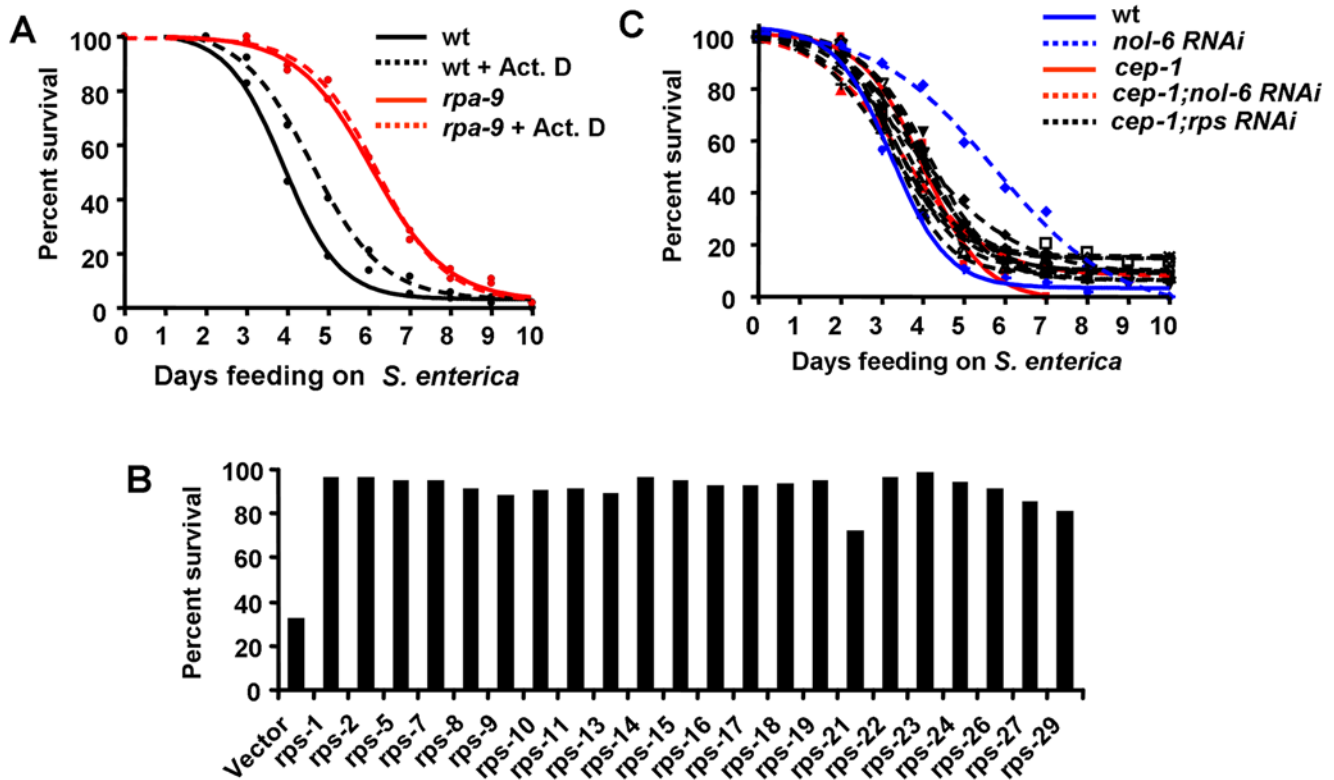 A
wt
wt + Act. D
rpa-9
rpa-9 + Act. D
Percent survival
100
80
60
40
20
0
0 1 2 3 4 5 6 7 8 9 10
Days feeding on S. enterica
C
wt
nol-6 RNAi
cep-1
cep-1;nol-6 RNAi
cep-1;rps RNAi
Percent survival
100
80
60
40
20
0
0 1 2 3 4 5 6 7 8 9 10
Days feeding on S. enterica
B
Percent survival
100
80
60
40
20
0
Vector
rps-1
rps-2
rps-5
rps-7
rps-8
rps-9
rps-10
rps-11
rps-13
rps-14
rps-15
rps-16
rps-17
rps-18
rps-19
rps-21
rps-22
rps-23
rps-24
rps-26
rps-27
rps-29